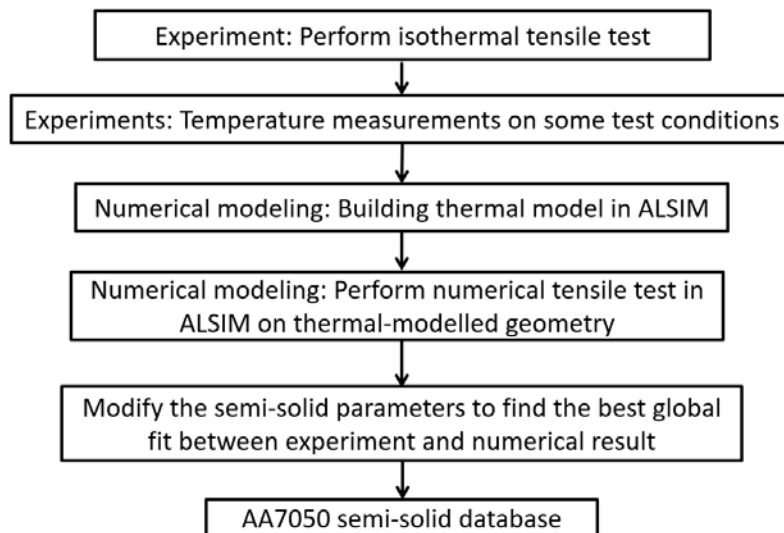 Experiment: Perform isothermal tensile test
Experiments: Temperature measurements on some test conditions
Numerical modeling: Building thermal model in ALSIM
Numerical modeling: Perform numerical tensile test in
ALSIM on thermal-modelled geometry
Modify the semi-solid parameters to find the best global
fit between experiment and numerical result
AA7050 semi-solid database